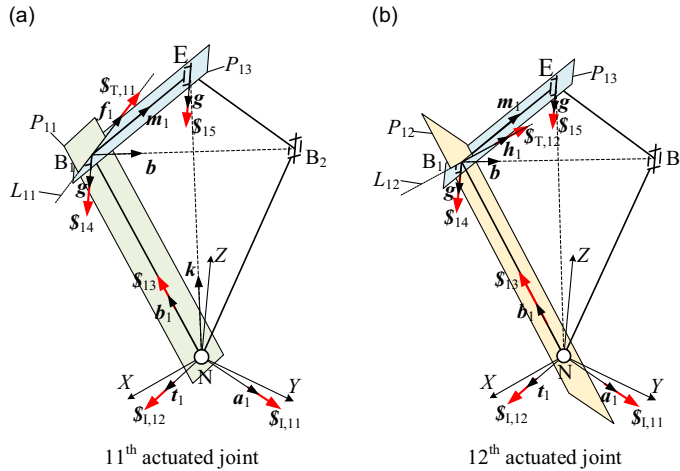 (a)
(b)
E
P13
$T,11
f1
m1
g
$15
P11
B1
b
B2
L11
g
$14
$13
k
Z
b1
N
X
t1
a1
Y
$I,12
$I,11
11th actuated joint
E
P13
m1
g
$15
P12
$T,12
h1
B1
b
B
L12
g
$14
Z
$13
b1
N
X
t1
a1
Y
$I,12
$I,11
12th actuated joint